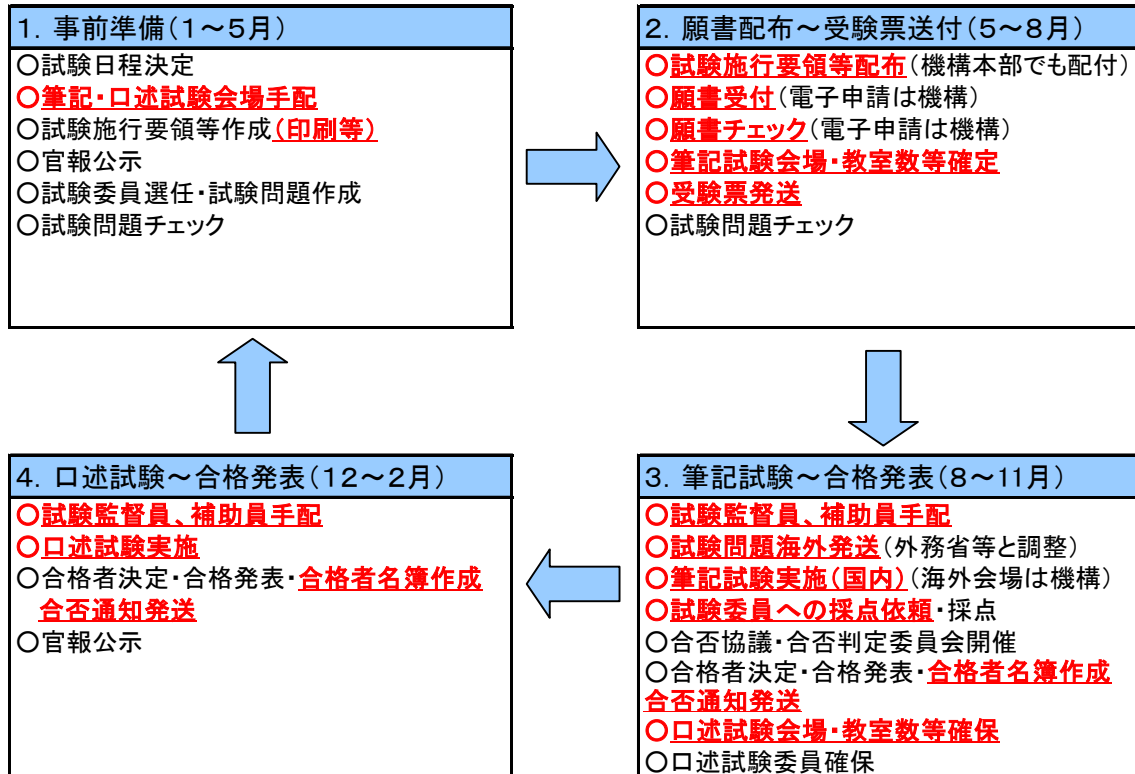 1．事前準備（1～5月）
○試験日程決定
○筆記・口述試験会場手配
○試験施行要領等作成（印刷等）
○官報公示
○試験委員選任・試験問題作成
○試験問題チェック
2．願書配布～受験票送付（5～8月）
○試験施行要領等配布（機構本部でも配付）
○願書受付（電子申請は機構）
○願書チェック（電子申請は機構）
○筆記試験会場・教室数等確定
○受験票発送
○試験問題チェック
3．筆記試験～合格発表（8～11月）
○試験監督員、補助員手配
○試験問題海外発送（外務省等と調整）
○筆記試験実施（国内）（海外会場は機構）
○試験委員への採点依頼・採点
○合否協議・合否判定委員会開催
○合格者決定・合格発表・合格者名簿作成
合否通知発送
○口述試験会場・教室数等確保
○口述試験委員確保
4．口述試験～合格発表（12～2月）
○試験監督員、補助員手配
○口述試験実施
○合格者決定・合格発表・合格者名簿作成
合否通知発送
○官報公示